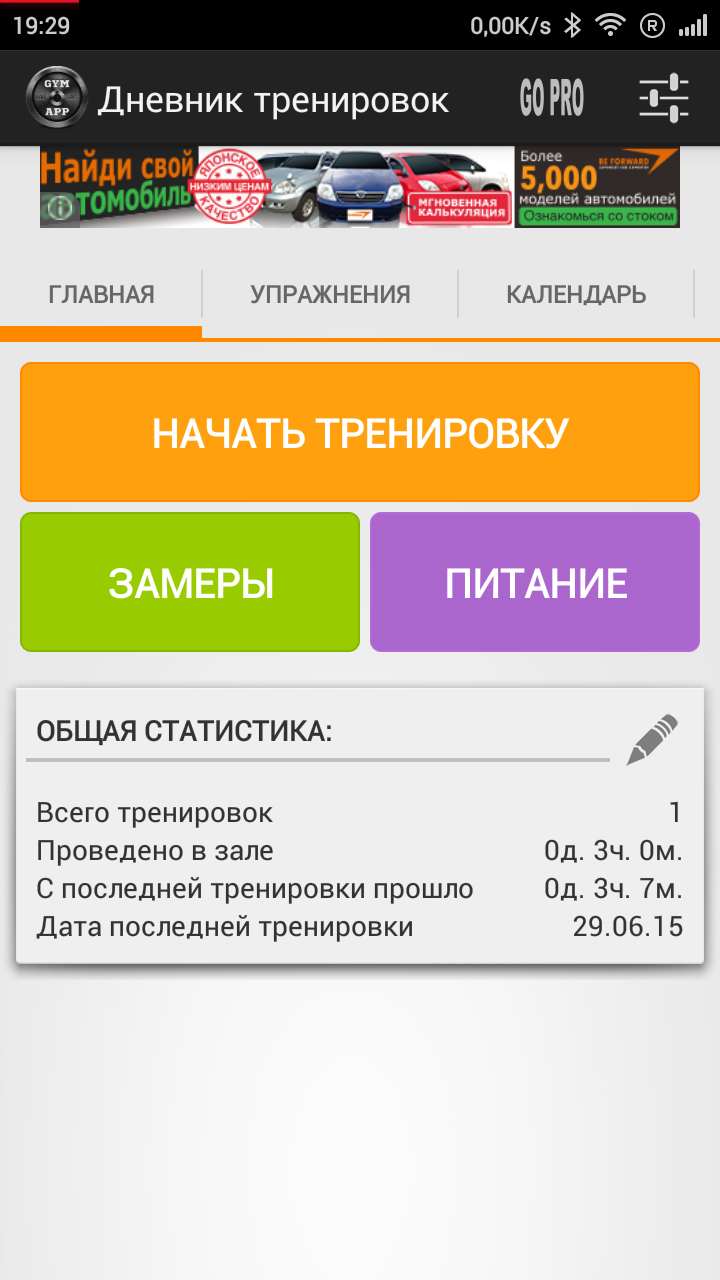 19:29
0,00K/s
R
GYM
APP
Дневник тренировок
GO PRO
Найди свой
автомобиль
ЯПОНСКОЕ
НИЗКИМ ЦЕНАМ
КАЧЕСТВО
МГНОВЕННАЯ
КАЛЬКУЛЯЦИЯ
Более
BE FORWARD
5,000
моделей автомобилей
Ознакомься со стоком
ГЛАВНАЯ
УПРАЖНЕНИЯ
КАЛЕНДАРЬ
НАЧАТЬ ТРЕНИРОВКУ
ЗАМЕРЫ
ПИТАНИЕ
ОБЩАЯ СТАТИСТИКА:
Всего тренировок 1
Проведено в зале 0д. 3ч. 0м.
С последней тренировки прошло 0д. 3ч. 7м.
Дата последней тренировки 29.06.15